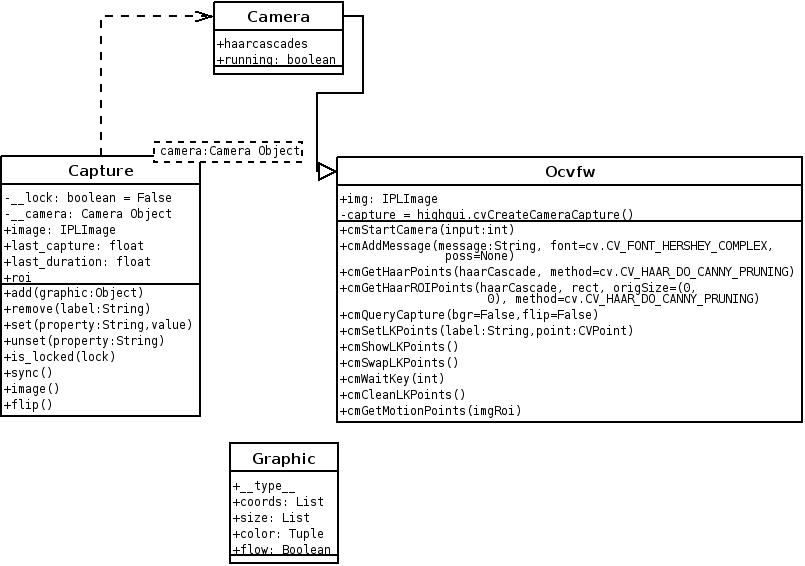 Camera
+haarcascades
+running: boolean
camera:Camera Object
Capture
-__lock: boolean = False
-__camera: Camera Object
+image: IPLImage
+last_capture: float
+last_duration: float
+roi
+add(graphic:Object)
+remove(label:String)
+set(property:String,value)
+unset(property:String)
+is_locked(lock)
+sync()
+image()
+flip()
Ocvfw
+img: IPLImage
-capture = highgui.cvCreateCameraCapture()
+cmStartCamera(input:int)
+cmAddMessage(message:String, font=cv.CV_FONT_HERSHEY_COMPLEX,
poss=None)
+cmGetHaarPoints(haarCascade, method=cv.CV_HAAR_DO_CANNY_PRUNING)
+cmGetHaarROIPoints(haarCascade, rect, origSize=(0,
0), method=cv.CV_HAAR_DO_CANNY_PRUNING)
+cmQueryCapture(bgr=False,flip=False)
+cmSetLKPoints(label:String,point:CVPoint)
+cmShowLKPoints()
+cmSwapLKPoints()
+cmWaitKey(int)
+cmCleanLKPoints()
+cmGetMotionPoints(imgRoi)
Graphic
+__type__
+coords: List
+size: List
+color: Tuple
+flow: Boolean